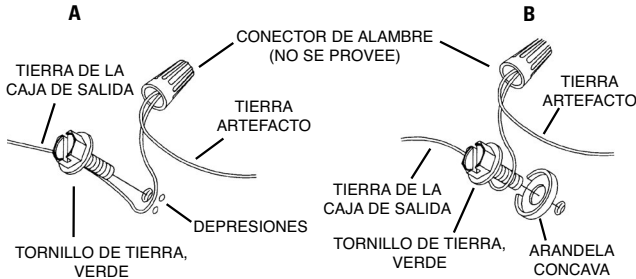 A
B
CONECTOR DE ALAMBRE
(NO SE PROVEE)
TIERRA DE LA
CAJA DE SALIDA
TIERRA
ARTEFACTO
DEPRESIONES
TORNILLO DE TIERRA,
VERDE
TIERRA
ARTEFACTO
TIERRA DE LA
CAJA DE SALIDA
TORNILLO DE TIERRA,
VERDE
ARANDELA
CONCAVA